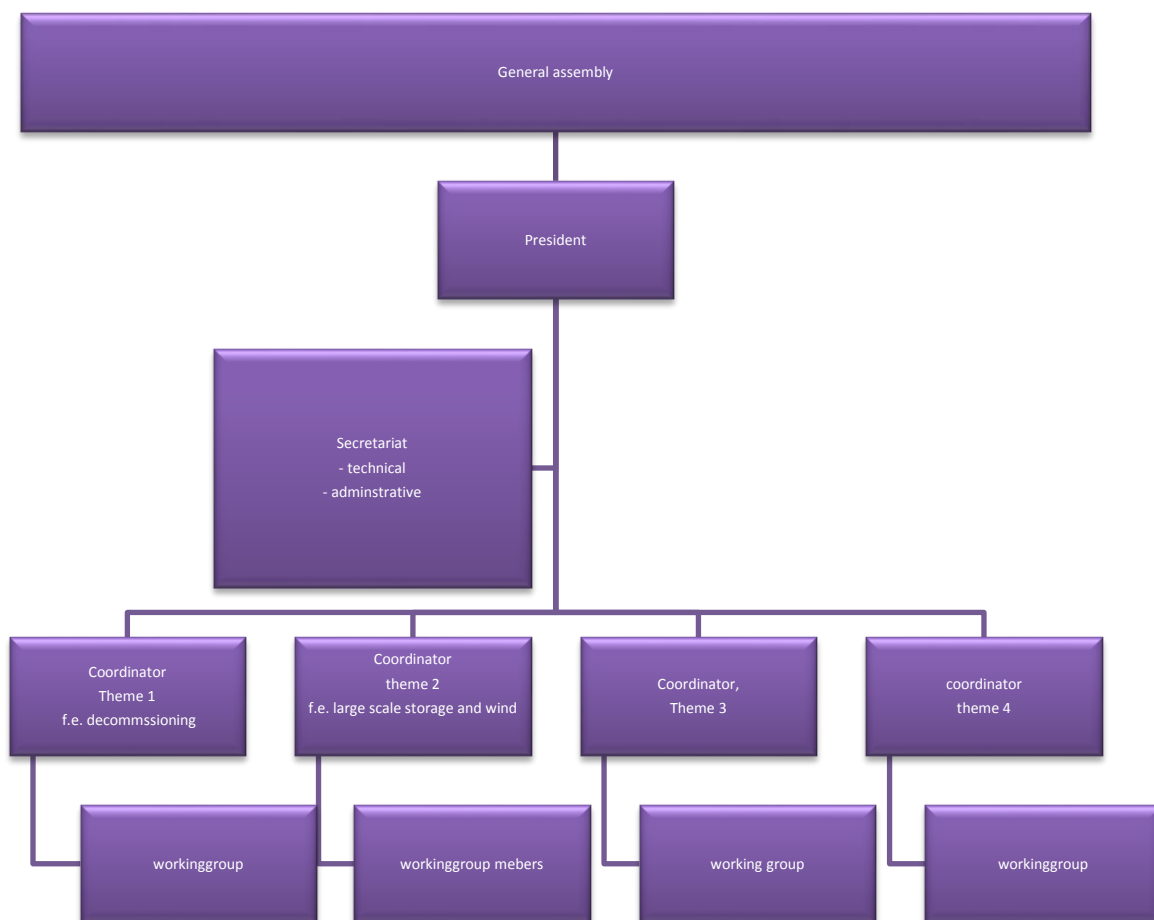 General assembly
President
Secretariat
- technical
- adminstrative
Coordinator
Theme 1
f.e. decommssioning
Coordinator
theme 2
f.e. large scale storage and wind
Coordinator,
Theme 3
coordinator
theme 4
workinggroup
workinggroup mebers
working group
workinggroup